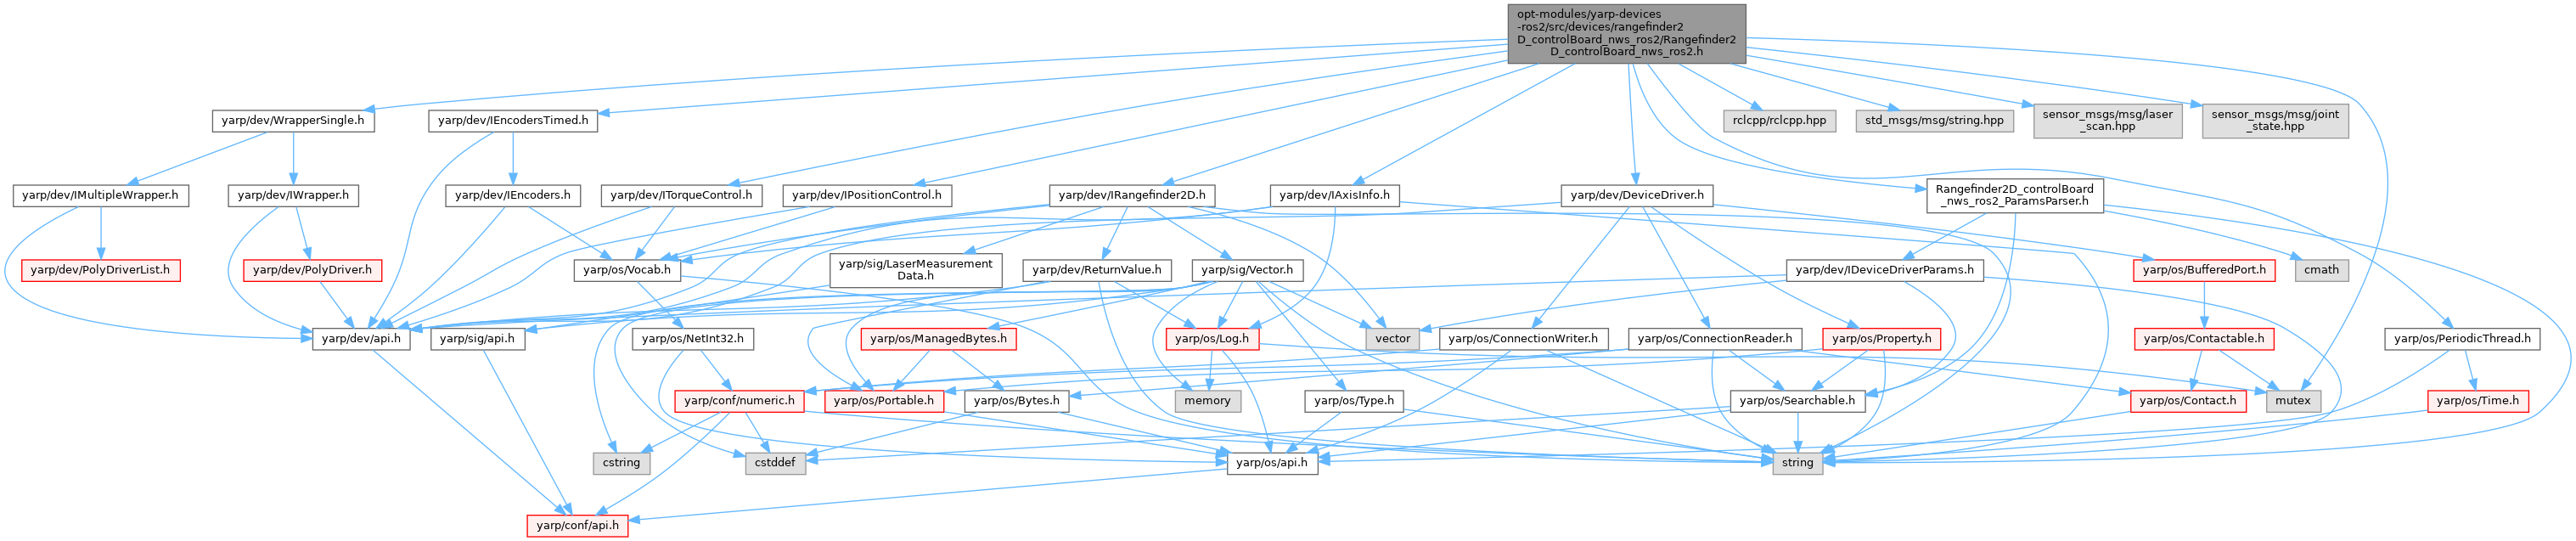 opt-modules/yarp-devices
-ros2/src/devices/rangefinder2
D_controlBoard_nws_ros2/Rangefinder2
D_controlBoard_nws_ros2.h
yarp/dev/WrapperSingle.h
yarp/dev/IEncodersTimed.h
rclcpp/rclcpp.hpp
std_msgs/msg/string.hpp
sensor_msgs/msg/laser
_scan.hpp
sensor_msgs/msg/joint
_state.hpp
yarp/dev/IMultipleWrapper.h
yarp/dev/IWrapper.h
yarp/dev/IEncoders.h
yarp/dev/ITorqueControl.h
yarp/dev/IPositionControl.h
yarp/dev/IRangefinder2D.h
yarp/dev/IAxisInfo.h
yarp/dev/DeviceDriver.h
Rangefinder2D_controlBoard
_nws_ros2_ParamsParser.h
yarp/dev/PolyDriverList.h
yarp/dev/PolyDriver.h
yarp/os/Vocab.h
yarp/sig/LaserMeasurement
Data.h
yarp/dev/ReturnValue.h
yarp/sig/Vector.h
yarp/dev/IDeviceDriverParams.h
yarp/os/BufferedPort.h
cmath
yarp/dev/api.h
yarp/sig/api.h
yarp/os/NetInt32.h
yarp/os/ManagedBytes.h
yarp/os/Log.h
vector
yarp/os/ConnectionWriter.h
yarp/os/ConnectionReader.h
yarp/os/Property.h
yarp/os/Contactable.h
yarp/os/PeriodicThread.h
yarp/conf/numeric.h
yarp/os/Portable.h
yarp/os/Bytes.h
memory
yarp/os/Type.h
yarp/os/Searchable.h
yarp/os/Contact.h
mutex
yarp/os/Time.h
cstring
cstddef
yarp/os/api.h
string
yarp/conf/api.h